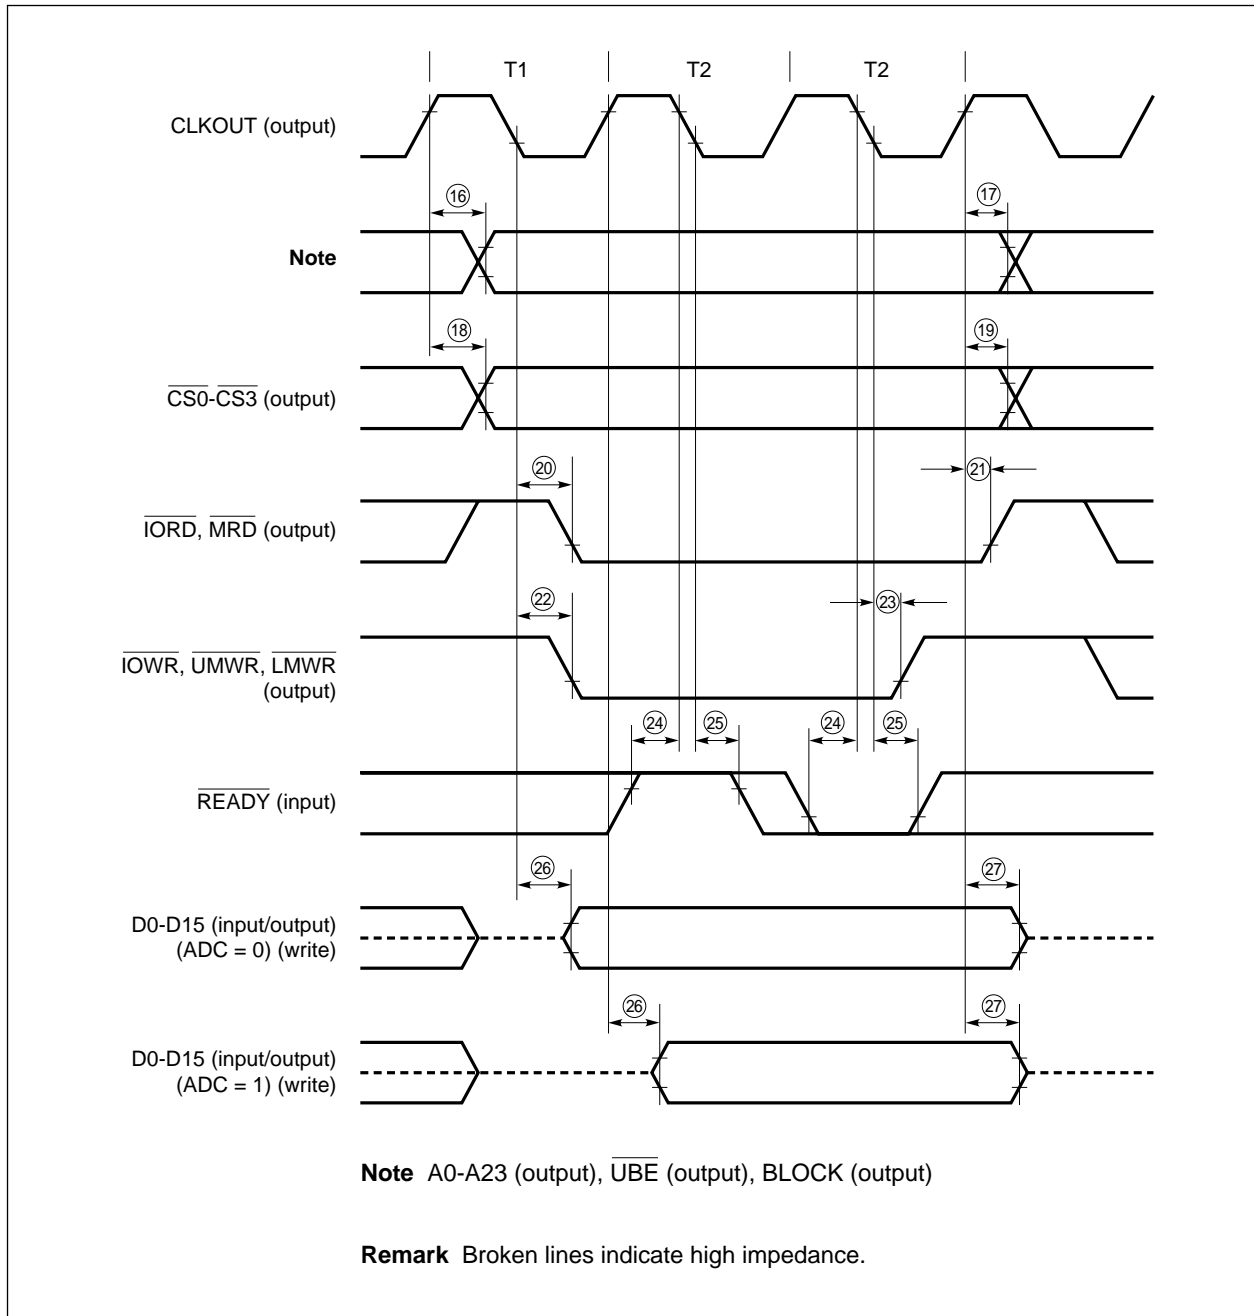 T1 T2 T2
CLKOUT (output)
16 17
Note
18 19
CS0-CS3 (output)
20 21
IORD, MRD (output)
22 23
IOWR, UMWR, LMWR
(output)
24 25 24 25
READY (input)
26 27
D0-D15 (input/output)
(ADC = 0) (write)
26 27
D0-D15 (input/output)
(ADC = 1) (write)
Note A0-A23 (output), UBE (output), BLOCK (output)
Remark Broken lines indicate high impedance.